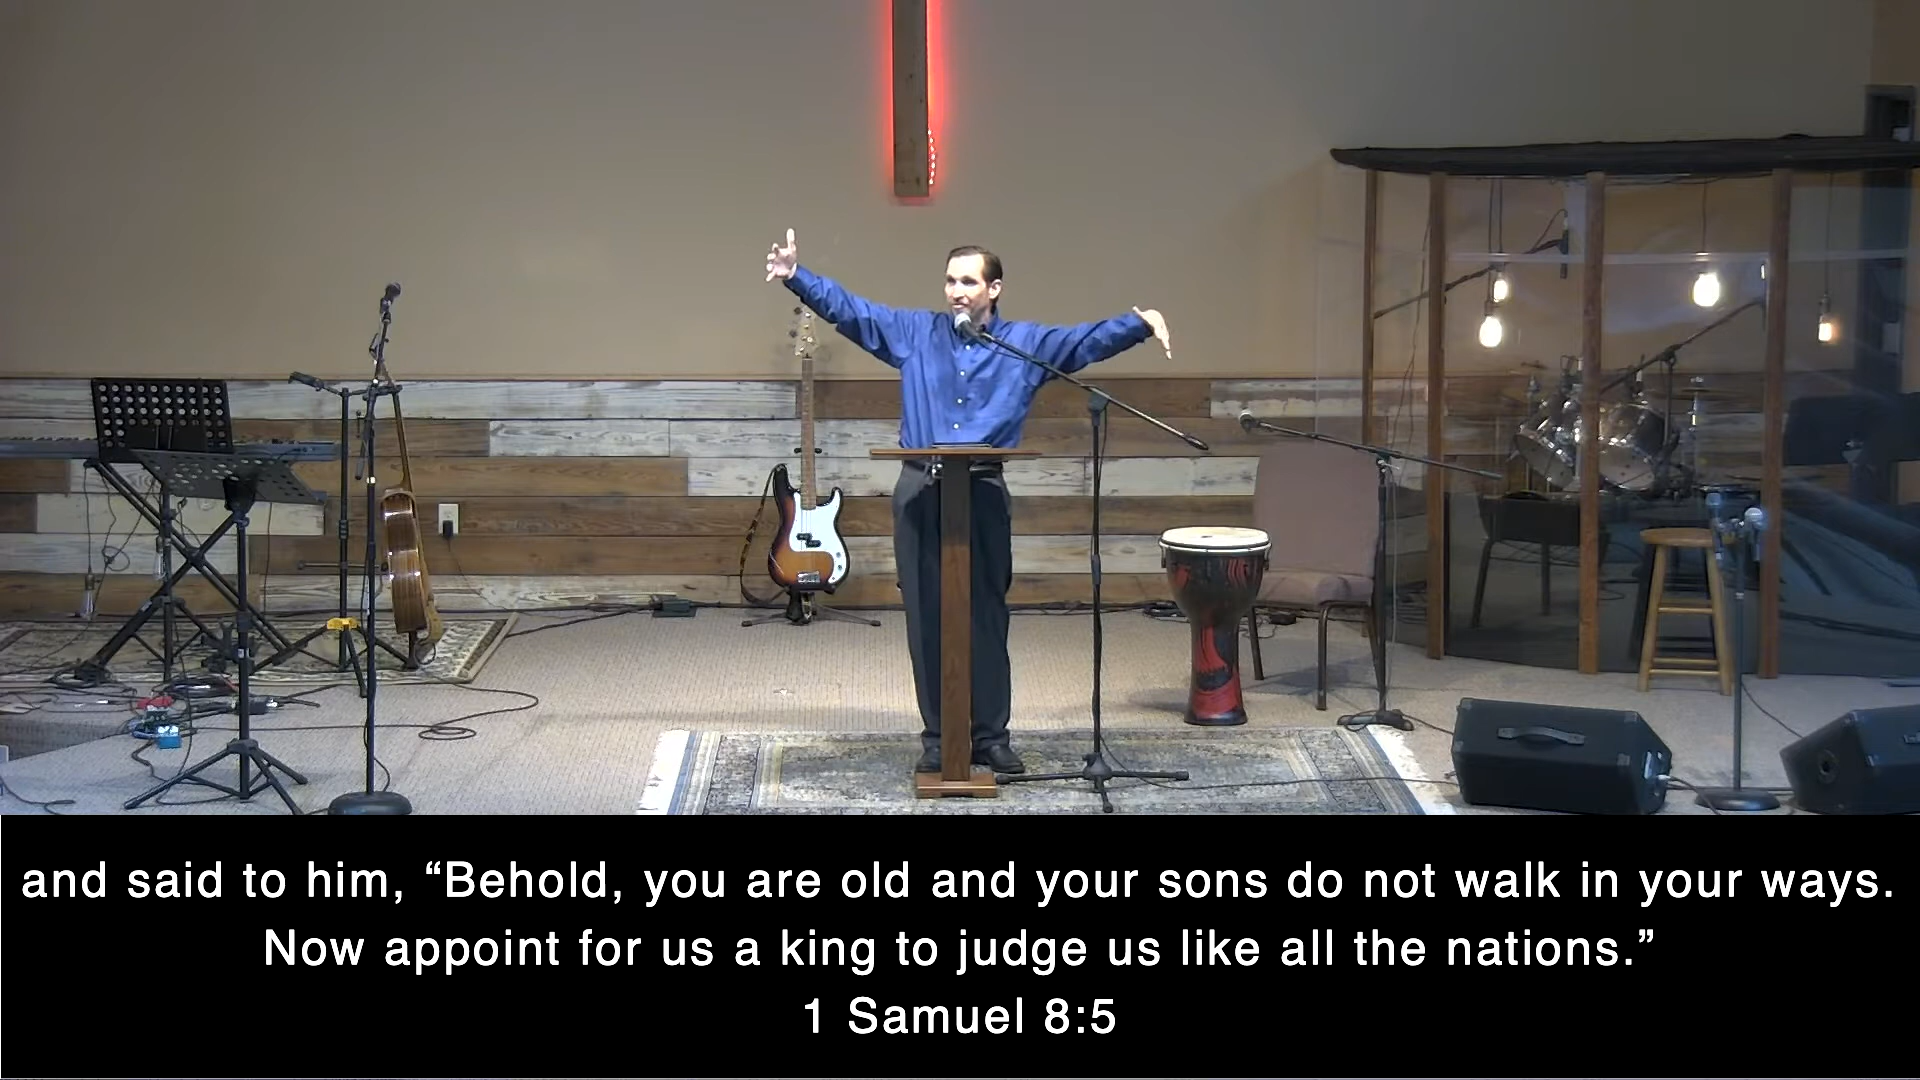 and said to him, “Behold, you are old and your sons do not walk in your ways.
Now appoint for us a king to judge us like all the nations.”
1 Samuel 8:5